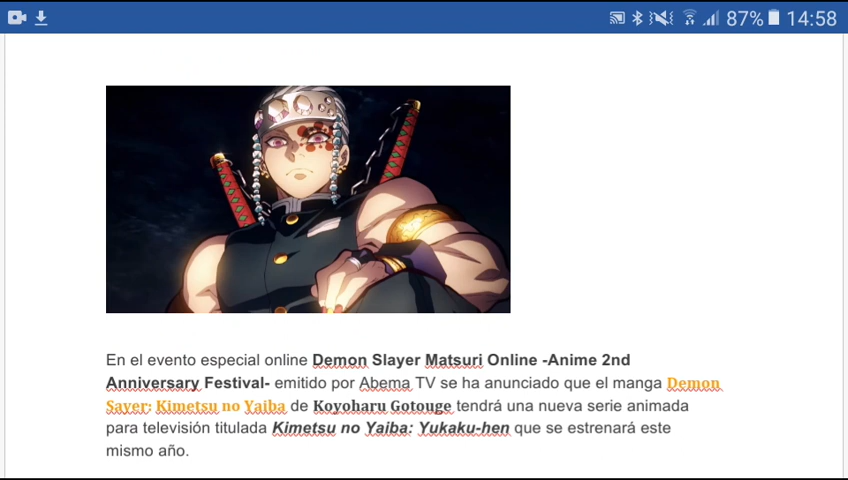 87% 14:58
En el evento especial online Demon Slayer Matsuri Online -Anime 2nd
Anniversary Festival- emitido por Abema TV se ha anunciado que el manga Demon
Sayer: Kimetsu no Yaiba de Koyoharu Gotouge tendrá una nueva serie animada
para televisión titulada Kimetsu no Yaiba: Yukaku-hen que se estrenará este
mismo año.